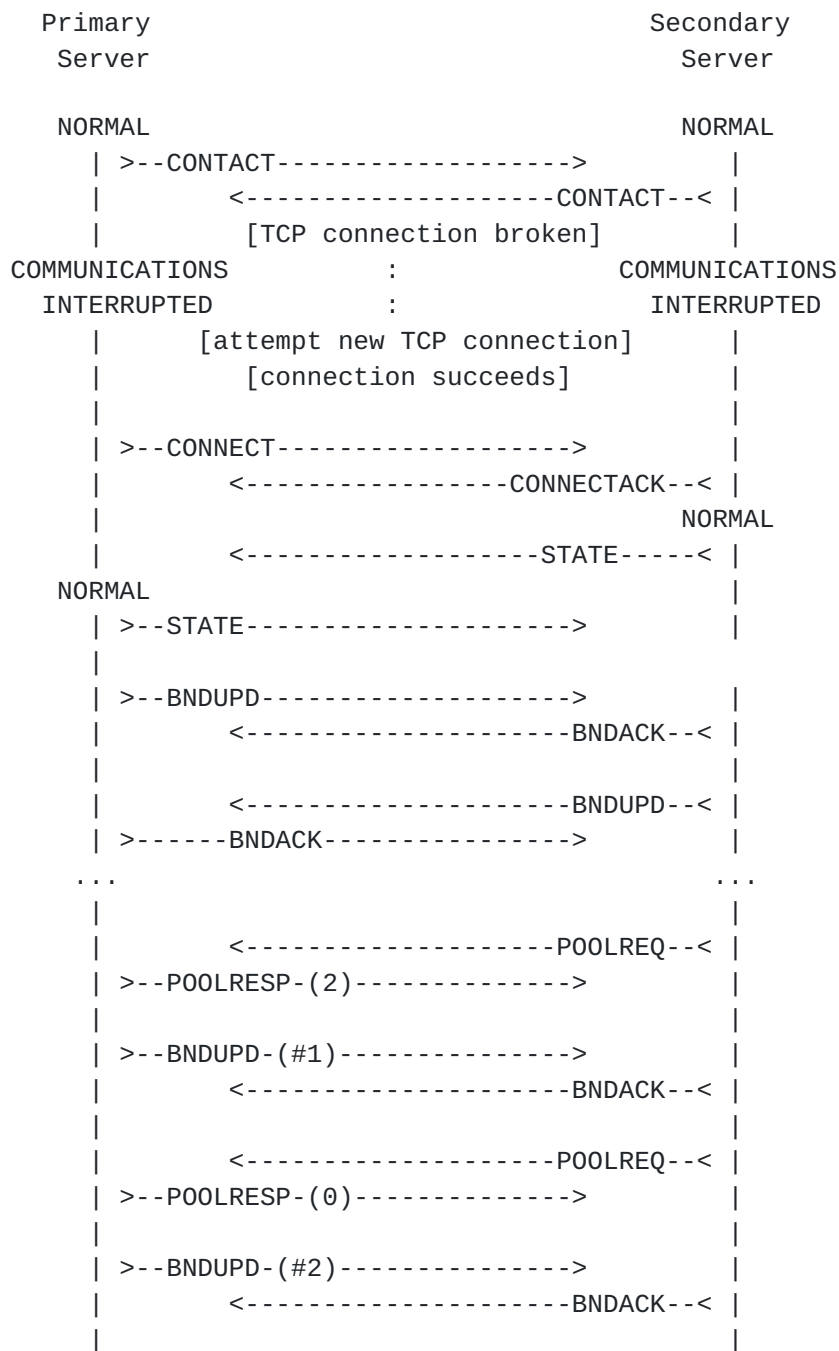 Primary                                Secondary
   Server                                  Server

   NORMAL                                  NORMAL
     | >--CONTACT------------------->         |
     |        <--------------------CONTACT--< |
     |         [TCP connection broken]        |
COMMUNICATIONS          :              COMMUNICATIONS
  INTERRUPTED           :                INTERRUPTED
     |      [attempt new TCP connection]      |
     |         [connection succeeds]          |
     |                                        |
     | >--CONNECT------------------->         |
     |        <-----------------CONNECTACK--< |
     |                                     NORMAL
     |        <-------------------STATE-----< |
   NORMAL                                     |
     | >--STATE--------------------->         |
     |
     | >--BNDUPD-------------------->         |
     |        <---------------------BNDACK--< |
     |                                        |
     |        <---------------------BNDUPD--< |
     | >------BNDACK---------------->         |
    ...                                      ...
     |                                        |
     |        <--------------------POOLREQ--< |
     | >--POOLRESP-(2)-------------->         |
     |                                        |
     | >--BNDUPD-(#1)--------------->         |
     |        <---------------------BNDACK--< |
     |                                        |
     |        <--------------------POOLREQ--< |
     | >--POOLRESP-(0)-------------->         |
     |                                        |
     | >--BNDUPD-(#2)--------------->         |
     |        <---------------------BNDACK--< |
     |                                        |